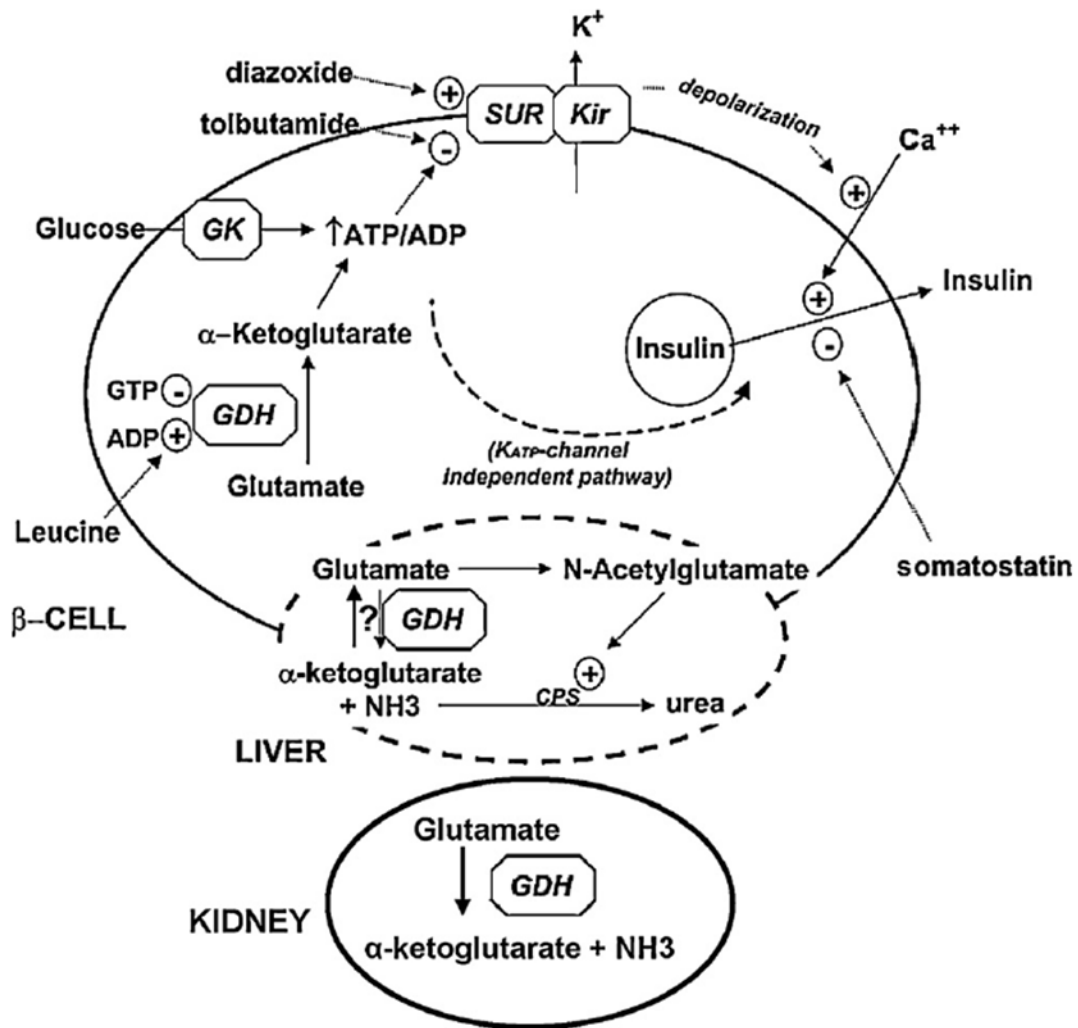 K+
diazoxide
+
SUR
Kir
depolarization
tolbutamide
-
Ca++
+
Glucose
GK
↑ATP/ADP
+
Insulin
α–Ketoglutarate
Insulin
-
GTP
-
GDH
ADP
+
(KATP-channel
independent pathway)
Glutamate
Leucine
somatostatin
Glutamate
N-Acetylglutamate
β–CELL
?
GDH
α-ketoglutarate
+ NH3
+
CPS
urea
LIVER
Glutamate
GDH
KIDNEY
α-ketoglutarate + NH3